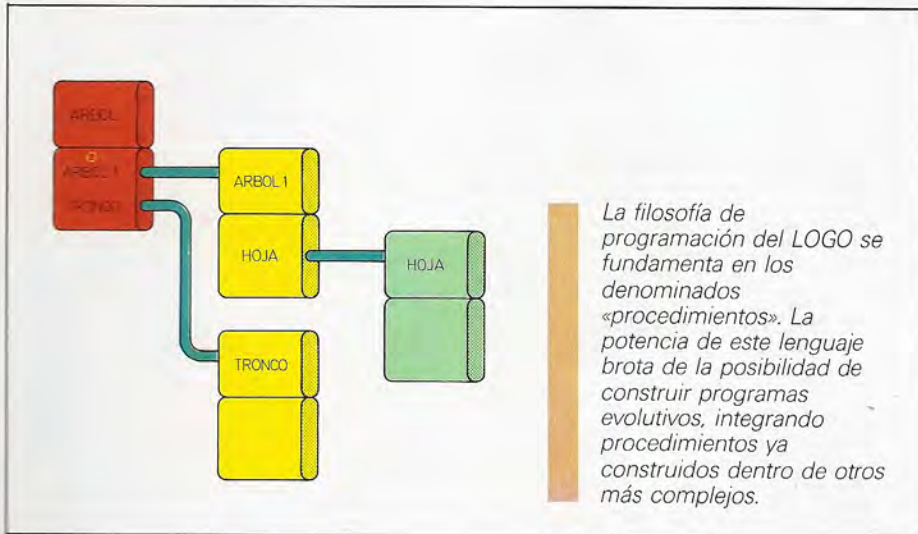 ARBOL
ARBOL 1
TRONCO
ARBOL 1
HOJA
HOJA
TRONCO
La filosofía de
programación del LOGO se
fundamenta en los
denominados
«procedimientos». La
potencia de este lenguaje
brota de la posibilidad de
construir programas
evolutivos, integrando
procedimientos ya
construidos dentro de otros
más complejos.